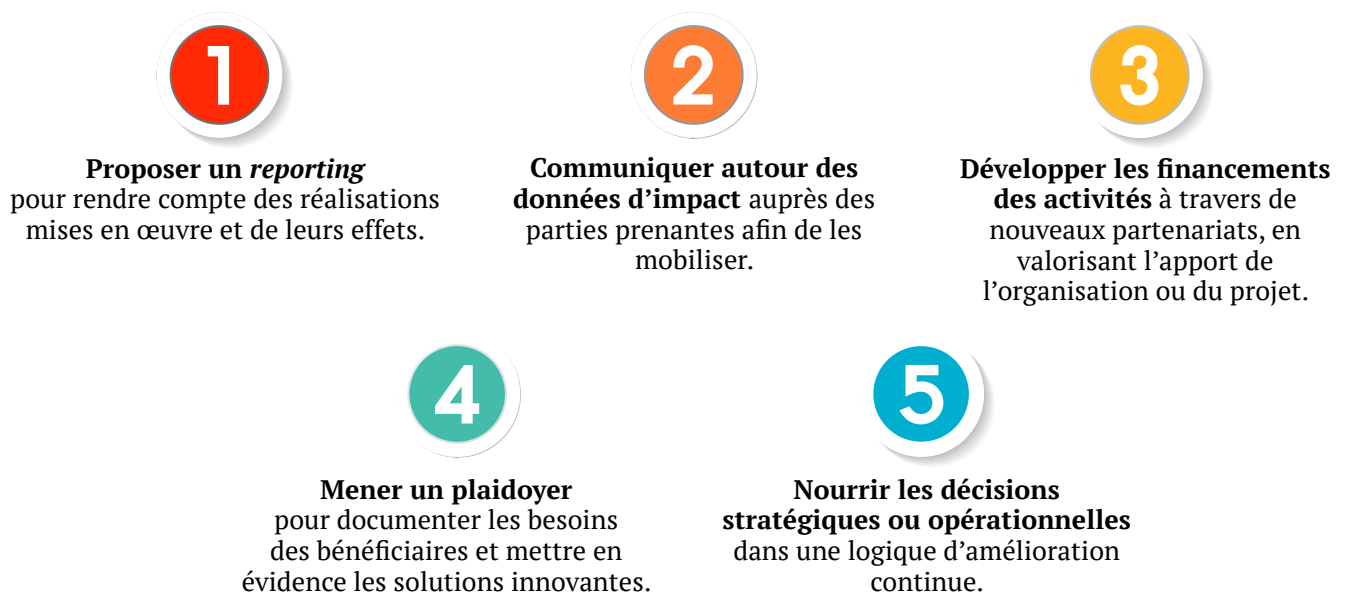 1
Proposer un reporting
pour rendre compte des réalisations
mises en œuvre et de leurs effets.
2
Communiquer autour des
données d’impact auprès des
parties prenantes afin de les
mobiliser.
3
Développer les financements
des activités à travers de
nouveaux partenariats, en
valorisant l’apport de
l’organisation ou du projet.
4
Mener un plaidoyer
pour documenter les besoins
des bénéficiaires et mettre en
évidence les solutions innovantes.
5
Nourrir les décisions
stratégiques ou opérationnelles
dans une logique d’amélioration
continue.